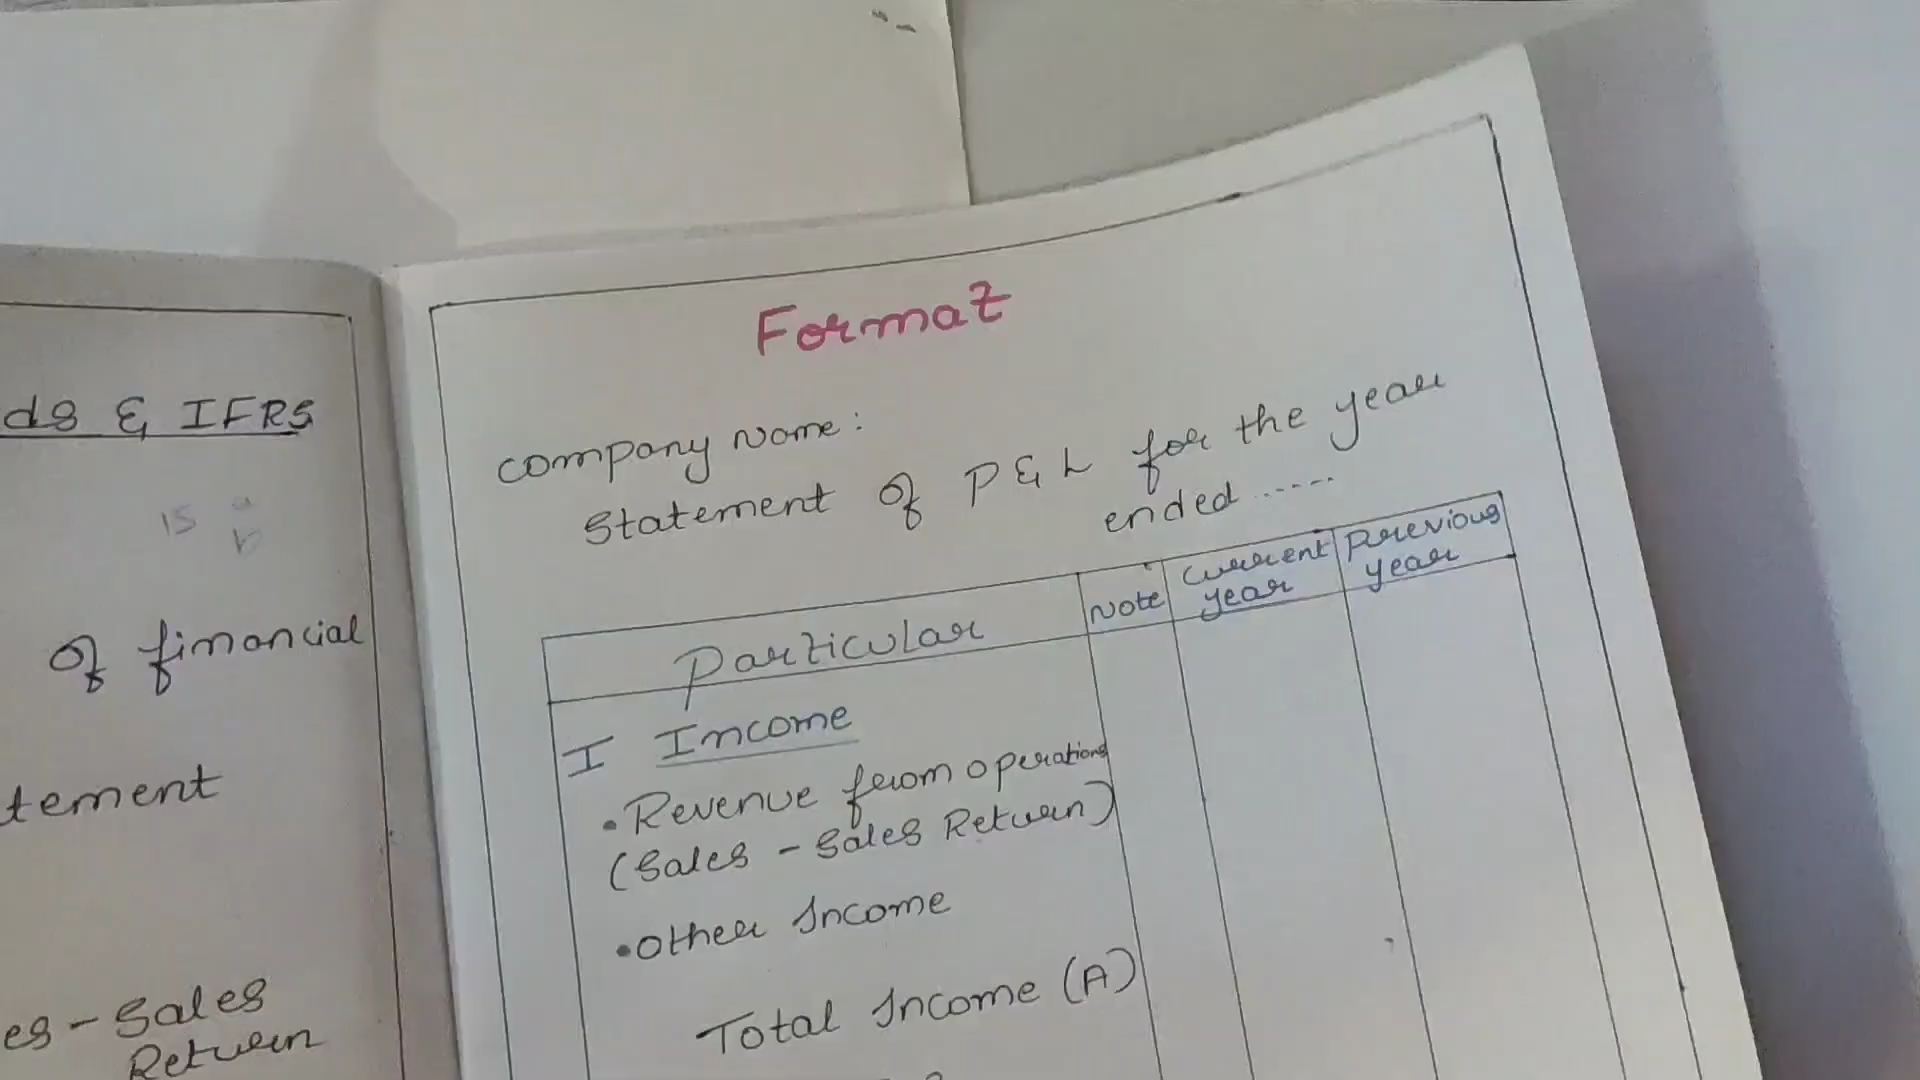 ds & IFRS
is a
b
of financial
tement
es - Sales
Return
Format
Company Name:
Statement of P & L for the year
ended ......
Particular
Note
Current
year
Previous
year
I Income
• Revenue from operations
(Sales - Sales Return)
• Other Income
Total Income (A)